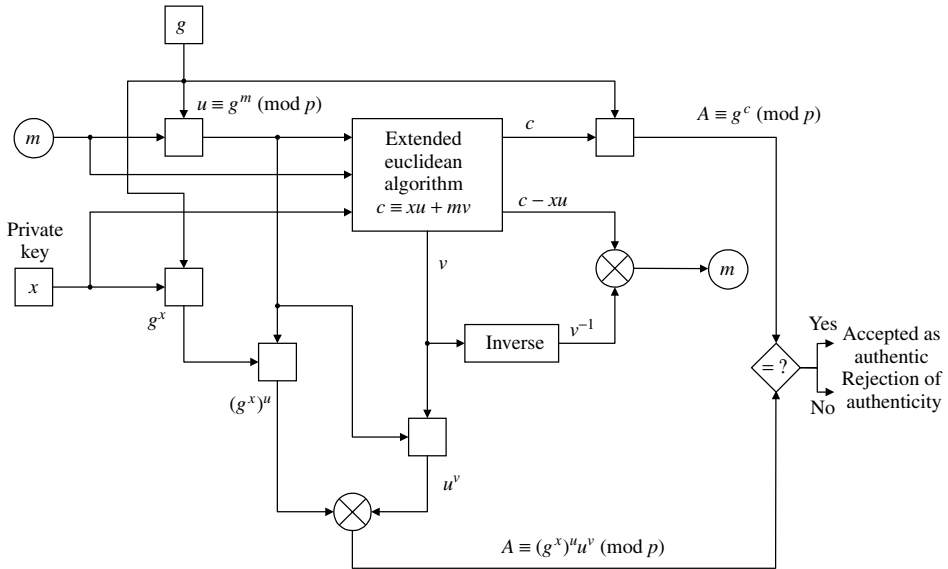 g
u ≡ g^m (mod p)
m
c
A ≡ g^c (mod p)
Extended
euclidean
algorithm
c ≡ xu + mv
c − xu
Private
key
x
g^x
v
m
Inverse
v^−1
(g^x)^u
= ?
Yes
No
Accepted as
authentic
Rejection of
authenticity
u^v
A ≡ (g^x)^u u^v (mod p)